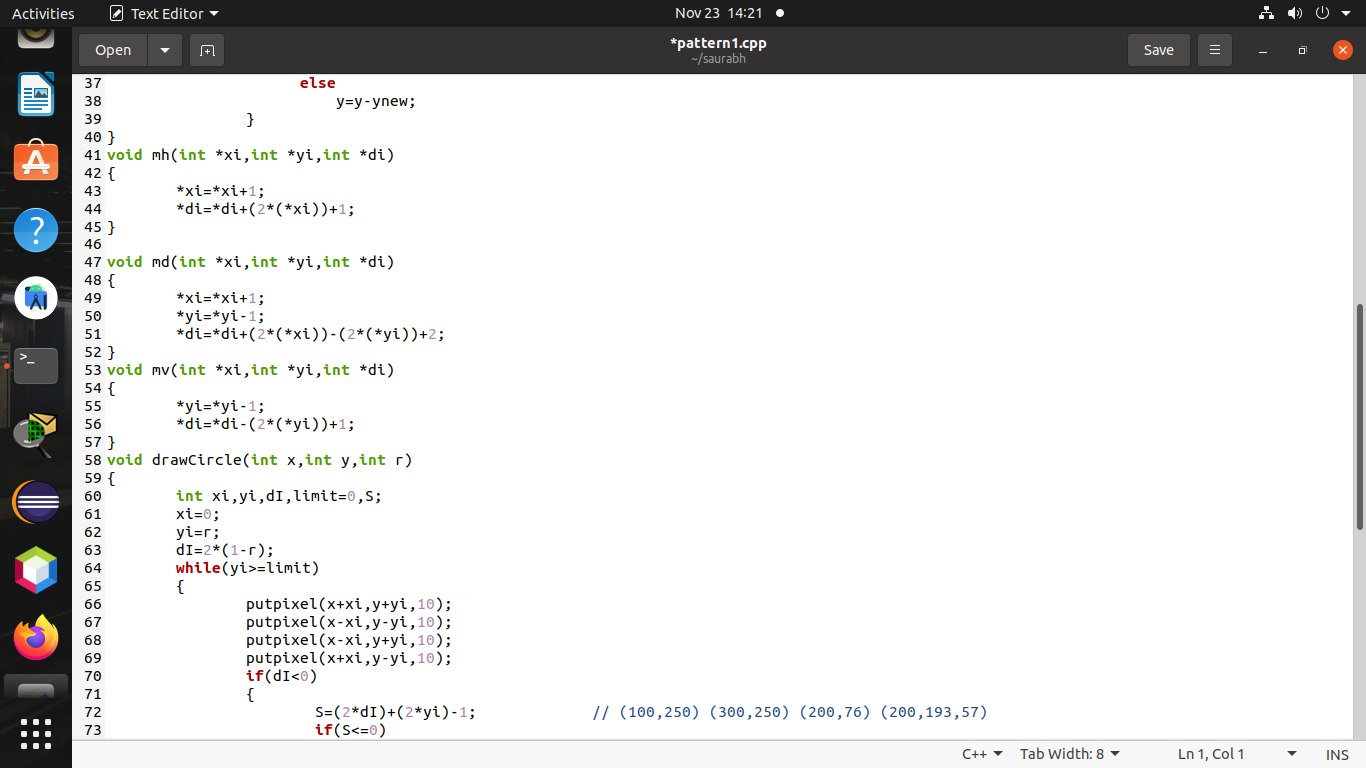 Activities Text Editor Nov 23 14:21
Open *pattern1.cpp Save
~/saurabh
37 else
38 y=y-ynew;
39 }
40 }
41 void mh(int *xi,int *yi,int *di)
42 {
43 *xi=*xi+1;
44 *di=*di+(2*(*xi))+1;
45 }
46
47 void md(int *xi,int *yi,int *di)
48 {
49 *xi=*xi+1;
50 *yi=*yi-1;
51 *di=*di+(2*(*xi))-(2*(*yi))+2;
52 }
53 void mv(int *xi,int *yi,int *di)
54 {
55 *yi=*yi-1;
56 *di=*di-(2*(*yi))+1;
57 }
58 void drawCircle(int x,int y,int r)
59 {
60 int xi,yi,dI,limit=0,S;
61 xi=0;
62 yi=r;
63 dI=2*(1-r);
64 while(yi>=limit)
65 {
66 putpixel(x+xi,y+yi,10);
67 putpixel(x-xi,y-yi,10);
68 putpixel(x-xi,y+yi,10);
69 putpixel(x+xi,y-yi,10);
70 if(dI<0)
71 {
72 S=(2*dI)+(2*yi)-1; // (100,250) (300,250) (200,76) (200,193,57)
73 if(S<=0)
C++ Tab Width: 8 Ln 1, Col 1 INS